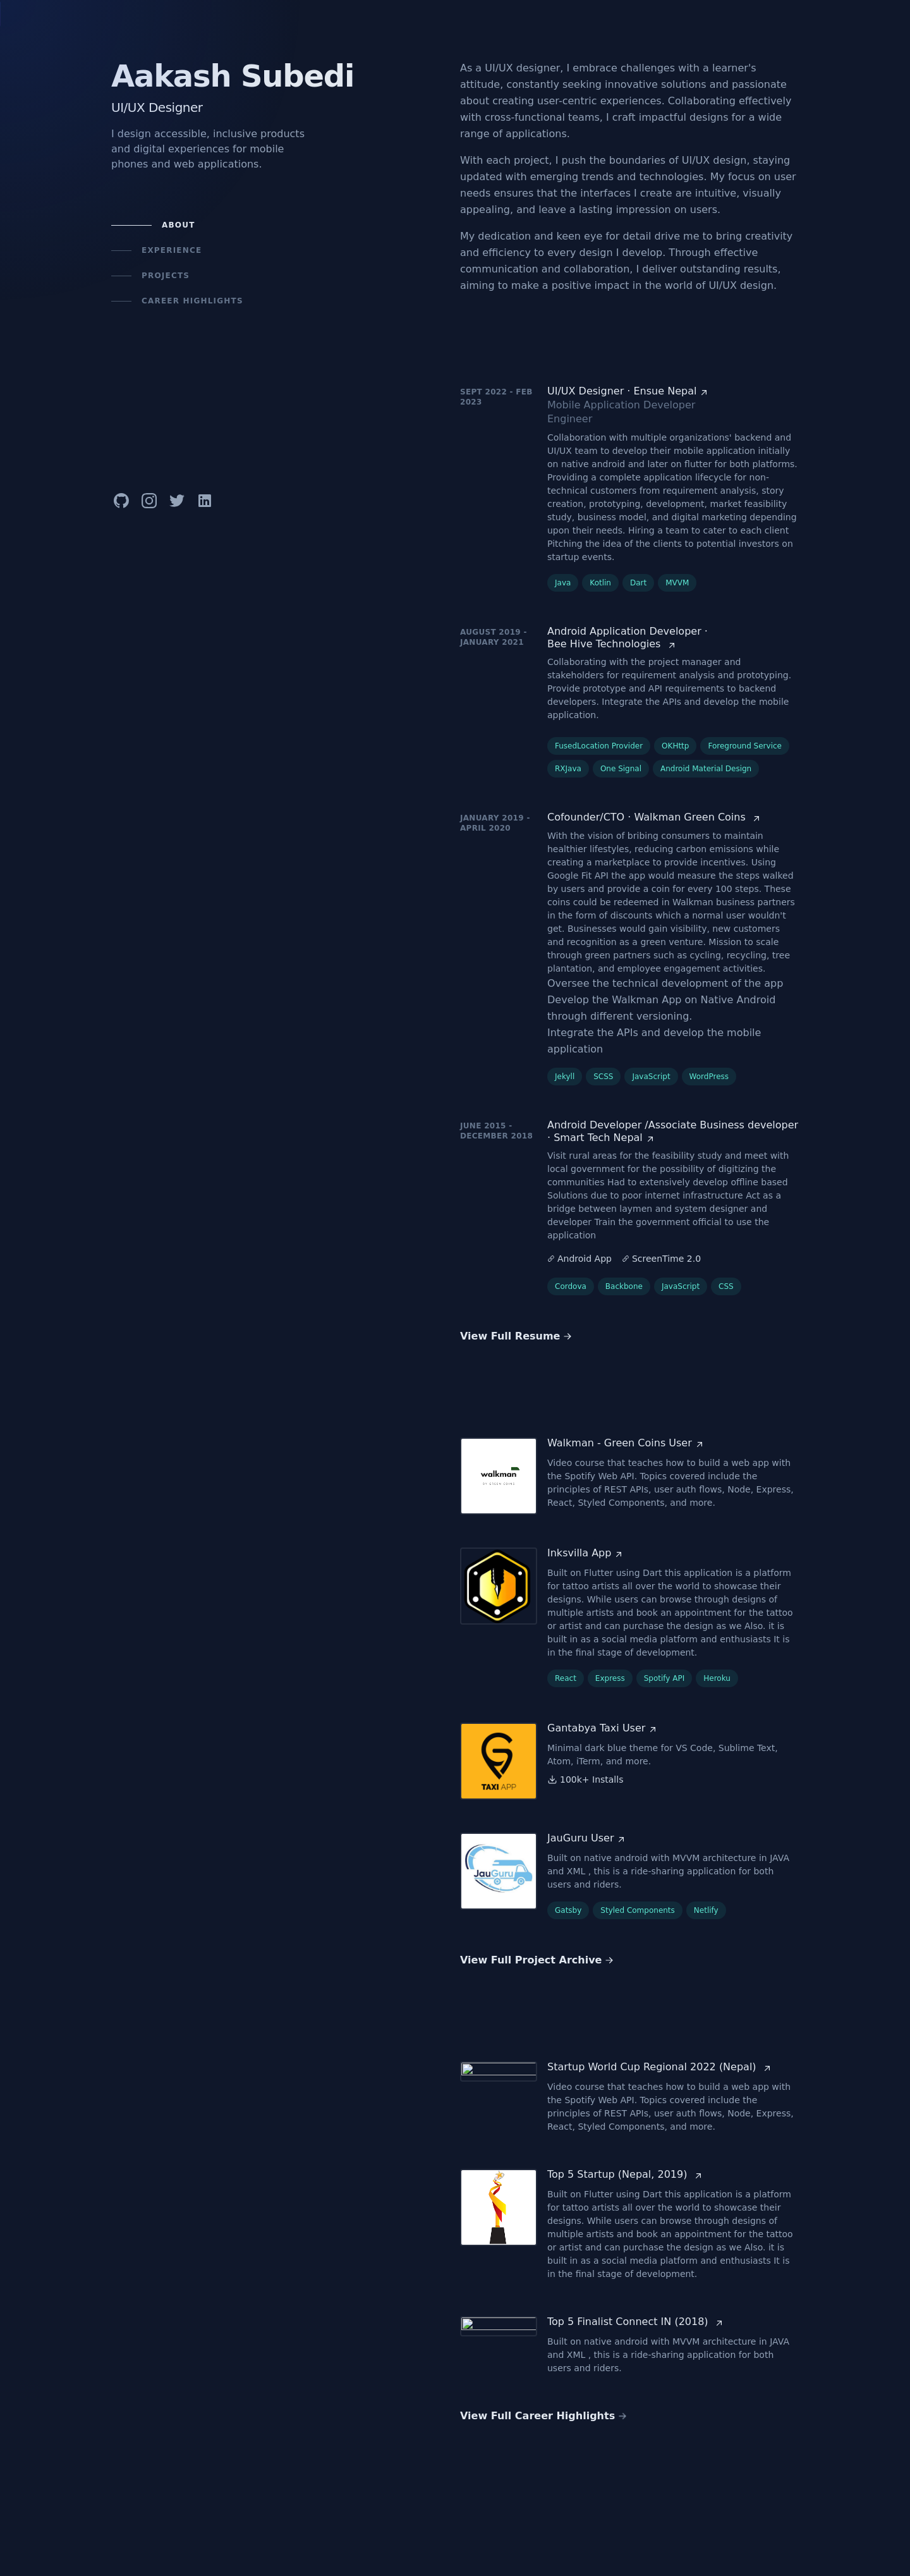 Aakash Subedi
UI/UX Designer
I design accessible, inclusive products
and digital experiences for mobile
phones and web applications.
ABOUT
EXPERIENCE
PROJECTS
CAREER HIGHLIGHTS
As a UI/UX designer, I embrace challenges with a learner's
attitude, constantly seeking innovative solutions and passionate
about creating user-centric experiences. Collaborating effectively
with cross-functional teams, I craft impactful designs for a wide
range of applications.
With each project, I push the boundaries of UI/UX design, staying
updated with emerging trends and technologies. My focus on user
needs ensures that the interfaces I create are intuitive, visually
appealing, and leave a lasting impression on users.
My dedication and keen eye for detail drive me to bring creativity
and efficiency to every design I develop. Through effective
communication and collaboration, I deliver outstanding results,
aiming to make a positive impact in the world of UI/UX design.
SEPT 2022 - FEB
2023
UI/UX Designer · Ensue Nepal
Mobile Application Developer
Engineer
Collaboration with multiple organizations' backend and
UI/UX team to develop their mobile application initially
on native android and later on flutter for both platforms.
Providing a complete application lifecycle for non-
technical customers from requirement analysis, story
creation, prototyping, development, market feasibility
study, business model, and digital marketing depending
upon their needs. Hiring a team to cater to each client
Pitching the idea of the clients to potential investors on
startup events.
Java Kotlin Dart MVVM
AUGUST 2019 -
JANUARY 2021
Android Application Developer ·
Bee Hive Technologies
Collaborating with the project manager and
stakeholders for requirement analysis and prototyping.
Provide prototype and API requirements to backend
developers. Integrate the APIs and develop the mobile
application.
FusedLocation Provider OKHttp Foreground Service
RXJava One Signal Android Material Design
JANUARY 2019 -
APRIL 2020
Cofounder/CTO · Walkman Green Coins
With the vision of bribing consumers to maintain
healthier lifestyles, reducing carbon emissions while
creating a marketplace to provide incentives. Using
Google Fit API the app would measure the steps walked
by users and provide a coin for every 100 steps. These
coins could be redeemed in Walkman business partners
in the form of discounts which a normal user wouldn't
get. Businesses would gain visibility, new customers
and recognition as a green venture. Mission to scale
through green partners such as cycling, recycling, tree
plantation, and employee engagement activities.
Oversee the technical development of the app
Develop the Walkman App on Native Android
through different versioning.
Integrate the APIs and develop the mobile
application
Jekyll SCSS JavaScript WordPress
JUNE 2015 -
DECEMBER 2018
Android Developer /Associate Business developer
· Smart Tech Nepal
Visit rural areas for the feasibility study and meet with
local government for the possibility of digitizing the
communities Had to extensively develop offline based
Solutions due to poor internet infrastructure Act as a
bridge between laymen and system designer and
developer Train the government official to use the
application
Android App ScreenTime 2.0
Cordova Backbone JavaScript CSS
View Full Resume
walkman
Walkman - Green Coins User
Video course that teaches how to build a web app with
the Spotify Web API. Topics covered include the
principles of REST APIs, user auth flows, Node, Express,
React, Styled Components, and more.
Inksvilla App
Built on Flutter using Dart this application is a platform
for tattoo artists all over the world to showcase their
designs. While users can browse through designs of
multiple artists and book an appointment for the tattoo
or artist and can purchase the design as we Also. it is
built in as a social media platform and enthusiasts It is
in the final stage of development.
React Express Spotify API Heroku
TAXI APP
Gantabya Taxi User
Minimal dark blue theme for VS Code, Sublime Text,
Atom, iTerm, and more.
100k+ Installs
JauGuru
JauGuru User
Built on native android with MVVM architecture in JAVA
and XML , this is a ride-sharing application for both
users and riders.
Gatsby Styled Components Netlify
View Full Project Archive
Startup World Cup Regional 2022 (Nepal)
Video course that teaches how to build a web app with
the Spotify Web API. Topics covered include the
principles of REST APIs, user auth flows, Node, Express,
React, Styled Components, and more.
Top 5 Startup (Nepal, 2019)
Built on Flutter using Dart this application is a platform
for tattoo artists all over the world to showcase their
designs. While users can browse through designs of
multiple artists and book an appointment for the tattoo
or artist and can purchase the design as we Also. it is
built in as a social media platform and enthusiasts It is
in the final stage of development.
Top 5 Finalist Connect IN (2018)
Built on native android with MVVM architecture in JAVA
and XML , this is a ride-sharing application for both
users and riders.
View Full Career Highlights